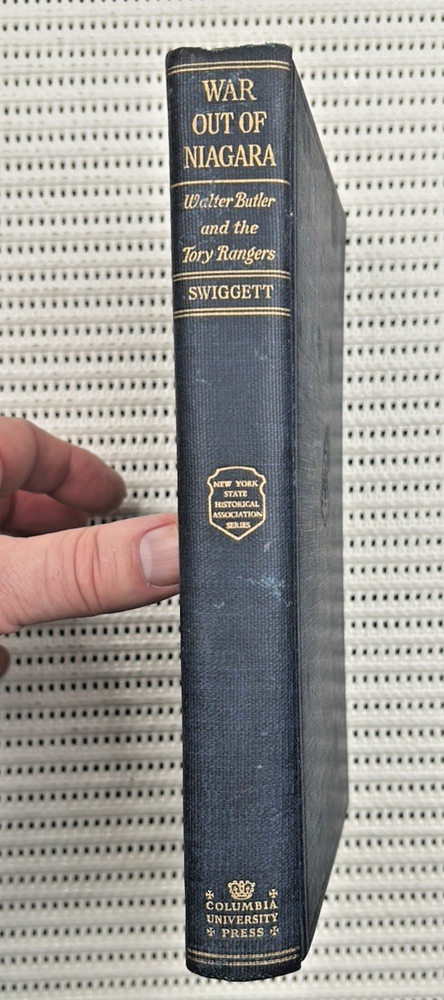 WAR
OUT OF
NIAGARA
Walter Butler
and the
Tory Rangers
SWIGGETT
NEW YORK
STATE
HISTORICAL
ASSOCIATION
SERIES
COLUMBIA
UNIVERSITY
PRESS